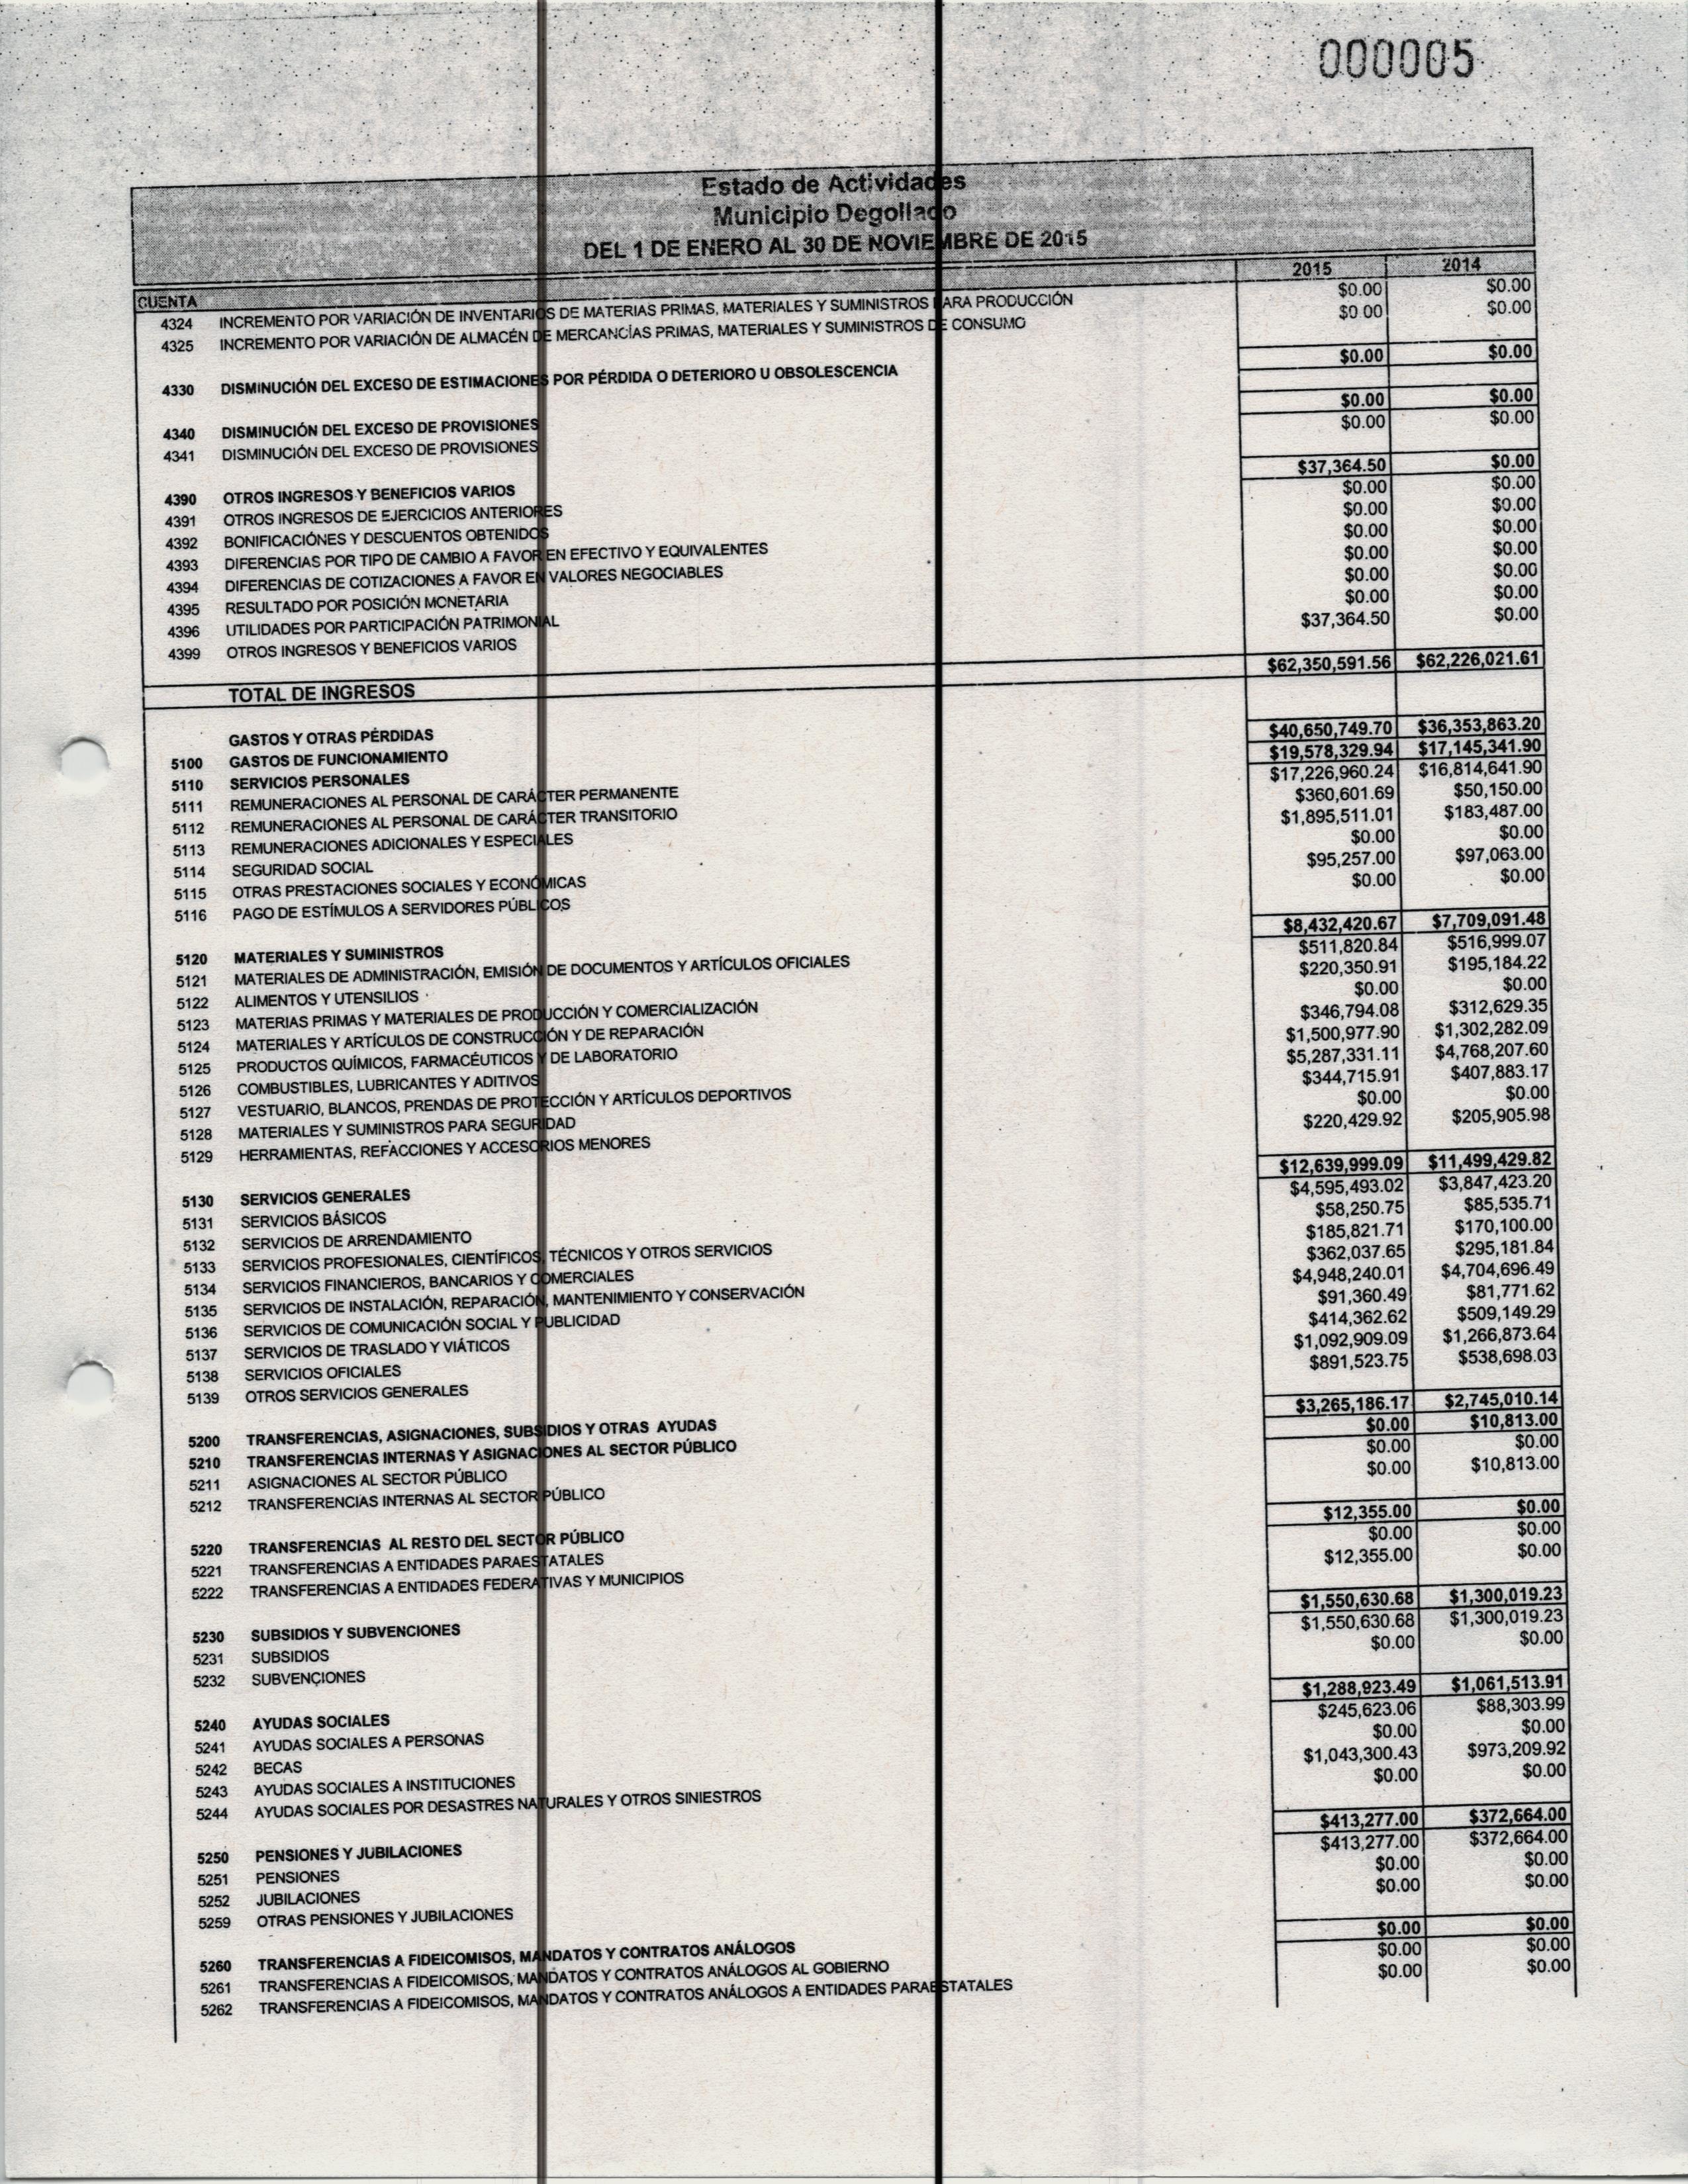 000005
Estado de Actividades
Municipio Degollado
DEL 1 DE ENERO AL 30 DE NOVIEMBRE DE 2015
CUENTA 2015 2014
4324 INCREMENTO POR VARIACIÓN DE INVENTARIOS DE MATERIAS PRIMAS, MATERIALES Y SUMINISTROS PARA PRODUCCIÓN $0.00 $0.00
4325 INCREMENTO POR VARIACIÓN DE ALMACÉN DE MERCANCÍAS PRIMAS, MATERIALES Y SUMINISTROS DE CONSUMO $0.00 $0.00
4330 DISMINUCIÓN DEL EXCESO DE ESTIMACIONES POR PÉRDIDA O DETERIORO U OBSOLESCENCIA $0.00 $0.00
4340 DISMINUCIÓN DEL EXCESO DE PROVISIONES $0.00 $0.00
4341 DISMINUCIÓN DEL EXCESO DE PROVISIONES $0.00 $0.00
4390 OTROS INGRESOS Y BENEFICIOS VARIOS $37,364.50 $0.00
4391 OTROS INGRESOS DE EJERCICIOS ANTERIORES $0.00 $0.00
4392 BONIFICACIÓNES Y DESCUENTOS OBTENIDOS $0.00 $0.00
4393 DIFERENCIAS POR TIPO DE CAMBIO A FAVOR EN EFECTIVO Y EQUIVALENTES $0.00 $0.00
4394 DIFERENCIAS DE COTIZACIONES A FAVOR EN VALORES NEGOCIABLES $0.00 $0.00
4395 RESULTADO POR POSICIÓN MONETARIA $0.00 $0.00
4396 UTILIDADES POR PARTICIPACIÓN PATRIMONIAL $0.00 $0.00
4399 OTROS INGRESOS Y BENEFICIOS VARIOS $37,364.50 $0.00
TOTAL DE INGRESOS $62,350,591.56 $62,226,021.61
GASTOS Y OTRAS PÉRDIDAS
5100 GASTOS DE FUNCIONAMIENTO $40,650,749.70 $36,353,863.20
5110 SERVICIOS PERSONALES $19,578,329.94 $17,145,341.90
5111 REMUNERACIONES AL PERSONAL DE CARÁCTER PERMANENTE $17,226,960.24 $16,814,641.90
5112 REMUNERACIONES AL PERSONAL DE CARÁCTER TRANSITORIO $360,601.69 $50,150.00
5113 REMUNERACIONES ADICIONALES Y ESPECIALES $1,895,511.01 $183,487.00
5114 SEGURIDAD SOCIAL $0.00 $0.00
5115 OTRAS PRESTACIONES SOCIALES Y ECONÓMICAS $95,257.00 $97,063.00
5116 PAGO DE ESTÍMULOS A SERVIDORES PÚBLICOS $0.00 $0.00
5120 MATERIALES Y SUMINISTROS $8,432,420.67 $7,709,091.48
5121 MATERIALES DE ADMINISTRACIÓN, EMISIÓN DE DOCUMENTOS Y ARTÍCULOS OFICIALES $511,820.84 $516,999.07
5122 ALIMENTOS Y UTENSILIOS $220,350.91 $195,184.22
5123 MATERIAS PRIMAS Y MATERIALES DE PRODUCCIÓN Y COMERCIALIZACIÓN $0.00 $0.00
5124 MATERIALES Y ARTÍCULOS DE CONSTRUCCIÓN Y DE REPARACIÓN $346,794.08 $312,629.35
5125 PRODUCTOS QUÍMICOS, FARMACÉUTICOS Y DE LABORATORIO $1,500,977.90 $1,302,282.09
5126 COMBUSTIBLES, LUBRICANTES Y ADITIVOS $5,287,331.11 $4,768,207.60
5127 VESTUARIO, BLANCOS, PRENDAS DE PROTECCIÓN Y ARTÍCULOS DEPORTIVOS $344,715.91 $407,883.17
5128 MATERIALES Y SUMINISTROS PARA SEGURIDAD $0.00 $0.00
5129 HERRAMIENTAS, REFACCIONES Y ACCESORIOS MENORES $220,429.92 $205,905.98
5130 SERVICIOS GENERALES $12,639,999.09 $11,499,429.82
5131 SERVICIOS BÁSICOS $4,595,493.02 $3,847,423.20
5132 SERVICIOS DE ARRENDAMIENTO $58,250.75 $85,535.71
5133 SERVICIOS PROFESIONALES, CIENTÍFICOS, TÉCNICOS Y OTROS SERVICIOS $185,821.71 $170,100.00
5134 SERVICIOS FINANCIEROS, BANCARIOS Y COMERCIALES $362,037.65 $295,181.84
5135 SERVICIOS DE INSTALACIÓN, REPARACIÓN, MANTENIMIENTO Y CONSERVACIÓN $4,948,240.01 $4,704,696.49
5136 SERVICIOS DE COMUNICACIÓN SOCIAL Y PUBLICIDAD $91,360.49 $81,771.62
5137 SERVICIOS DE TRASLADO Y VIÁTICOS $414,362.62 $509,149.29
5138 SERVICIOS OFICIALES $1,092,909.09 $1,266,873.64
5139 OTROS SERVICIOS GENERALES $891,523.75 $538,698.03
5200 TRANSFERENCIAS, ASIGNACIONES, SUBSIDIOS Y OTRAS AYUDAS $3,265,186.17 $2,745,010.14
5210 TRANSFERENCIAS INTERNAS Y ASIGNACIONES AL SECTOR PÚBLICO $0.00 $10,813.00
5211 ASIGNACIONES AL SECTOR PÚBLICO $0.00 $0.00
5212 TRANSFERENCIAS INTERNAS AL SECTOR PÚBLICO $0.00 $10,813.00
5220 TRANSFERENCIAS AL RESTO DEL SECTOR PÚBLICO $12,355.00 $0.00
5221 TRANSFERENCIAS A ENTIDADES PARAESTATALES $0.00 $0.00
5222 TRANSFERENCIAS A ENTIDADES FEDERATIVAS Y MUNICIPIOS $12,355.00 $0.00
5230 SUBSIDIOS Y SUBVENCIONES $1,550,630.68 $1,300,019.23
5231 SUBSIDIOS $1,550,630.68 $1,300,019.23
5232 SUBVENCIONES $0.00 $0.00
5240 AYUDAS SOCIALES $1,288,923.49 $1,061,513.91
5241 AYUDAS SOCIALES A PERSONAS $245,623.06 $88,303.99
5242 BECAS $0.00 $0.00
5243 AYUDAS SOCIALES A INSTITUCIONES $1,043,300.43 $973,209.92
5244 AYUDAS SOCIALES POR DESASTRES NATURALES Y OTROS SINIESTROS $0.00 $0.00
5250 PENSIONES Y JUBILACIONES $413,277.00 $372,664.00
5251 PENSIONES $413,277.00 $372,664.00
5252 JUBILACIONES $0.00 $0.00
5259 OTRAS PENSIONES Y JUBILACIONES $0.00 $0.00
5260 TRANSFERENCIAS A FIDEICOMISOS, MANDATOS Y CONTRATOS ANÁLOGOS $0.00 $0.00
5261 TRANSFERENCIAS A FIDEICOMISOS, MANDATOS Y CONTRATOS ANÁLOGOS AL GOBIERNO $0.00 $0.00
5262 TRANSFERENCIAS A FIDEICOMISOS, MANDATOS Y CONTRATOS ANÁLOGOS A ENTIDADES PARAESTATALES $0.00 $0.00